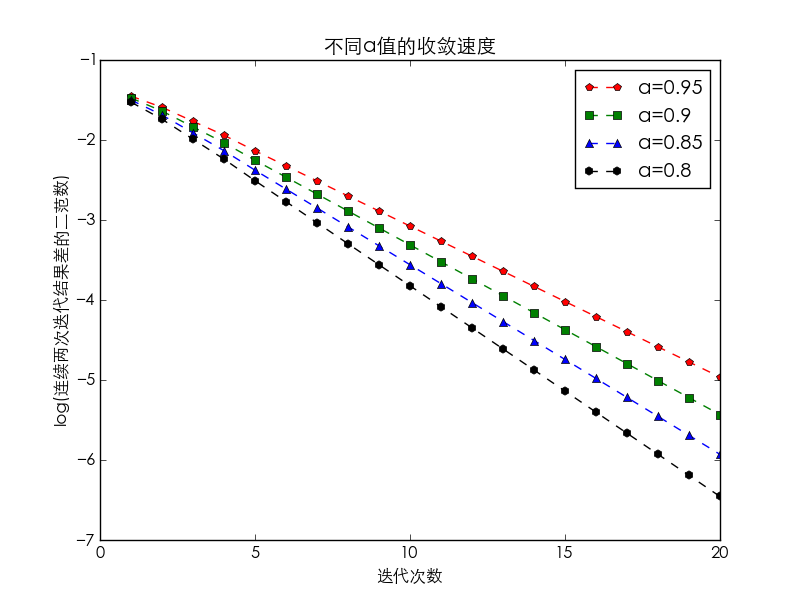 不同a值的收敛速度
a=0.95
a=0.9
a=0.85
a=0.8
log(连续两次迭代结果差的二范数)
−1
−2
−3
−4
−5
−6
−7
0 5 10 15 20
迭代次数